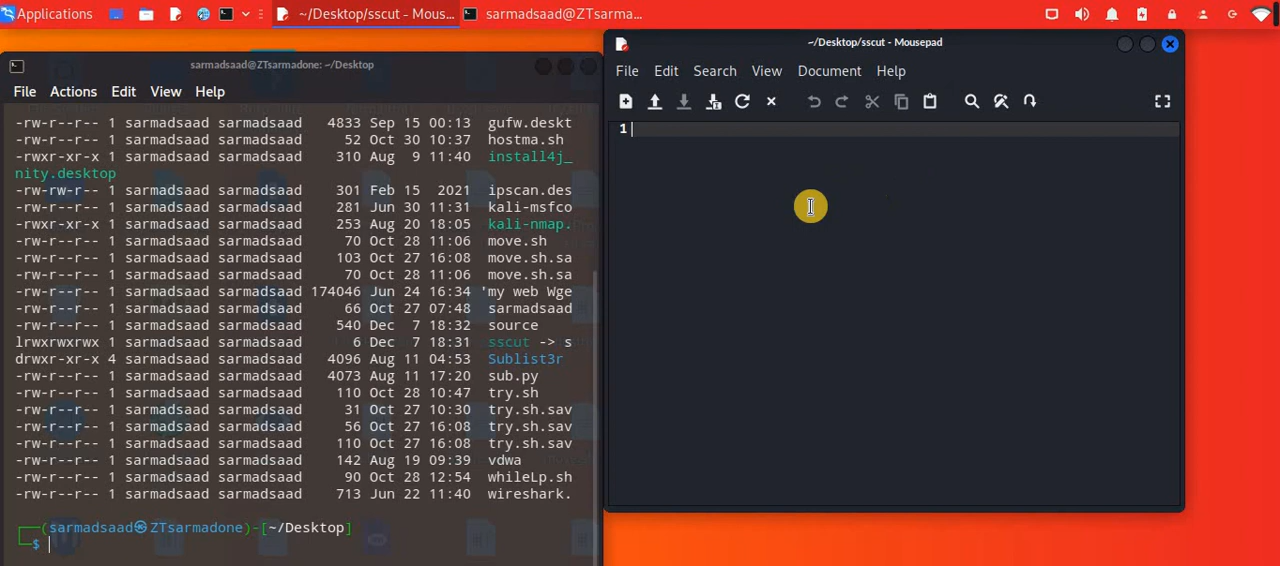 Applications
~/Desktop/sscut - Mous...
sarmadsaad@ZTsarma...
sarmadsaad@ZTsarmadone: ~/Desktop
File Actions Edit View Help
-rw-r--r-- 1 sarmadsaad sarmadsaad 4833 Sep 15 00:13 gufw.deskt
-rw-r--r-- 1 sarmadsaad sarmadsaad 52 Oct 30 10:37 hostma.sh
-rwxr-xr-x 1 sarmadsaad sarmadsaad 310 Aug 9 11:40 install4j_
nity.desktop
-rw-rw-r-- 1 sarmadsaad sarmadsaad 301 Feb 15 2021 ipscan.des
-rw-r--r-- 1 sarmadsaad sarmadsaad 281 Jun 30 11:31 kali-msfco
-rwxr-xr-x 1 sarmadsaad sarmadsaad 253 Aug 20 18:05 kali-nmap.
-rw-r--r-- 1 sarmadsaad sarmadsaad 70 Oct 28 11:06 move.sh
-rw-r--r-- 1 sarmadsaad sarmadsaad 103 Oct 27 16:08 move.sh.sa
-rw-r--r-- 1 sarmadsaad sarmadsaad 70 Oct 28 11:06 move.sh.sa
-rw-r--r-- 1 sarmadsaad sarmadsaad 174046 Jun 24 16:34 'my web Wge
-rw-r--r-- 1 sarmadsaad sarmadsaad 66 Oct 27 07:48 sarmadsaad
-rw-r--r-- 1 sarmadsaad sarmadsaad 540 Dec 7 18:32 source
lrwxrwxrwx 1 sarmadsaad sarmadsaad 6 Dec 7 18:31 sscut -> s
drwxr-xr-x 4 sarmadsaad sarmadsaad 4096 Aug 11 04:53 Sublist3r
-rw-r--r-- 1 sarmadsaad sarmadsaad 4073 Aug 11 17:20 sub.py
-rw-r--r-- 1 sarmadsaad sarmadsaad 110 Oct 28 10:47 try.sh
-rw-r--r-- 1 sarmadsaad sarmadsaad 31 Oct 27 10:30 try.sh.sav
-rw-r--r-- 1 sarmadsaad sarmadsaad 56 Oct 27 16:08 try.sh.sav
-rw-r--r-- 1 sarmadsaad sarmadsaad 110 Oct 27 16:08 try.sh.sav
-rw-r--r-- 1 sarmadsaad sarmadsaad 142 Aug 19 09:39 vdwa
-rw-r--r-- 1 sarmadsaad sarmadsaad 90 Oct 28 12:54 whileLp.sh
-rw-r--r-- 1 sarmadsaad sarmadsaad 713 Jun 22 11:40 wireshark.
┌──(sarmadsaad㉿ZTsarmadone)-[~/Desktop]
└─$
~/Desktop/sscut - Mousepad
File Edit Search View Document Help
1